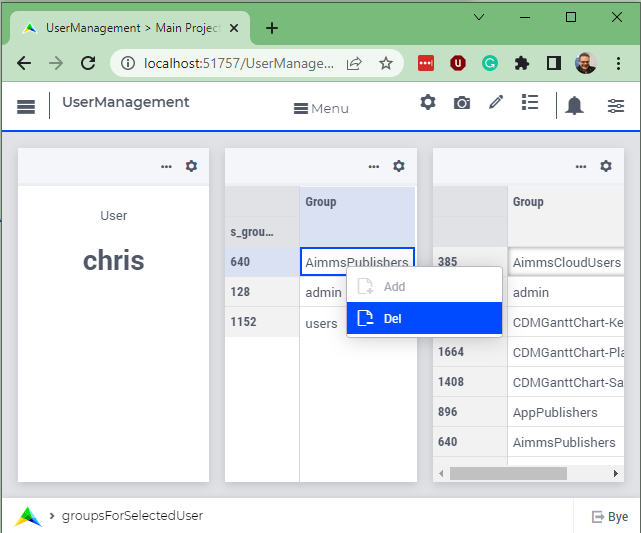 UserManagement > Main Projec
localhost:51757/UserManage...
UserManagement
Menu
User
chris
Group
s_grou...
640 AimmsPublishers
128 admin
1152 users
Add
Del
Group
385 AimmsCloudUsers
admin
CDMGanttChart-Ke
1664 CDMGanttChart-Pla
1408 CDMGanttChart-Sa
896 AppPublishers
640 AimmsPublishers
groupsForSelectedUser
Bye